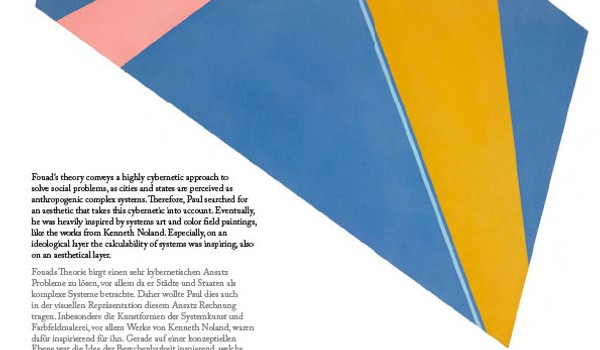 Fouad's theory conveys a highly cybernetic approach to
solve social problems, as cities and states are perceived as
anthropogenic complex systems. Therefore, Paul searched for
an aesthetic that takes this cybernetic into account. Eventually,
he was heavily inspired by systems art and color field paintings,
like the works from Kenneth Noland. Especially, on an
ideological layer the calculability of systems was inspiring, also
on an aesthetical layer.
Fouads Theorie birgt einen sehr kybernetischen Ansatz
Probleme zu lösen, vor allem da er Städte und Staaten als
komplexe Systeme betrachte. Daher wollte Paul dies auch
in der visuellen Repräsentation diesem Ansatz Rechnung
tragen. Inbesondere die Kunstformen der Systemkunst und
Farbfeldmalerei, vor allem Werke von Kenneth Noland, waren
dafür inspirierend für ihn. Gerade auf einer konzeptiellen
Ebene war die Idee der Berechenbarkeit inspirierend, welche